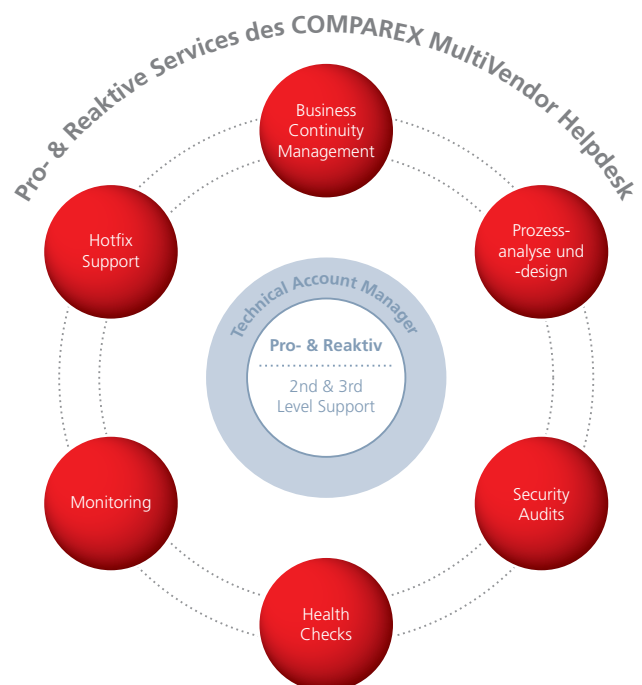 Pro- & Reaktive Services des COMPAREX MultiVendor Helpdesk
Business
Continuity
Management
Hotfix
Support
Prozess-
analyse und
-design
Technical Account Manager
Pro- & Reaktiv
2nd & 3rd
Level Support
Monitoring
Security
Audits
Health
Checks